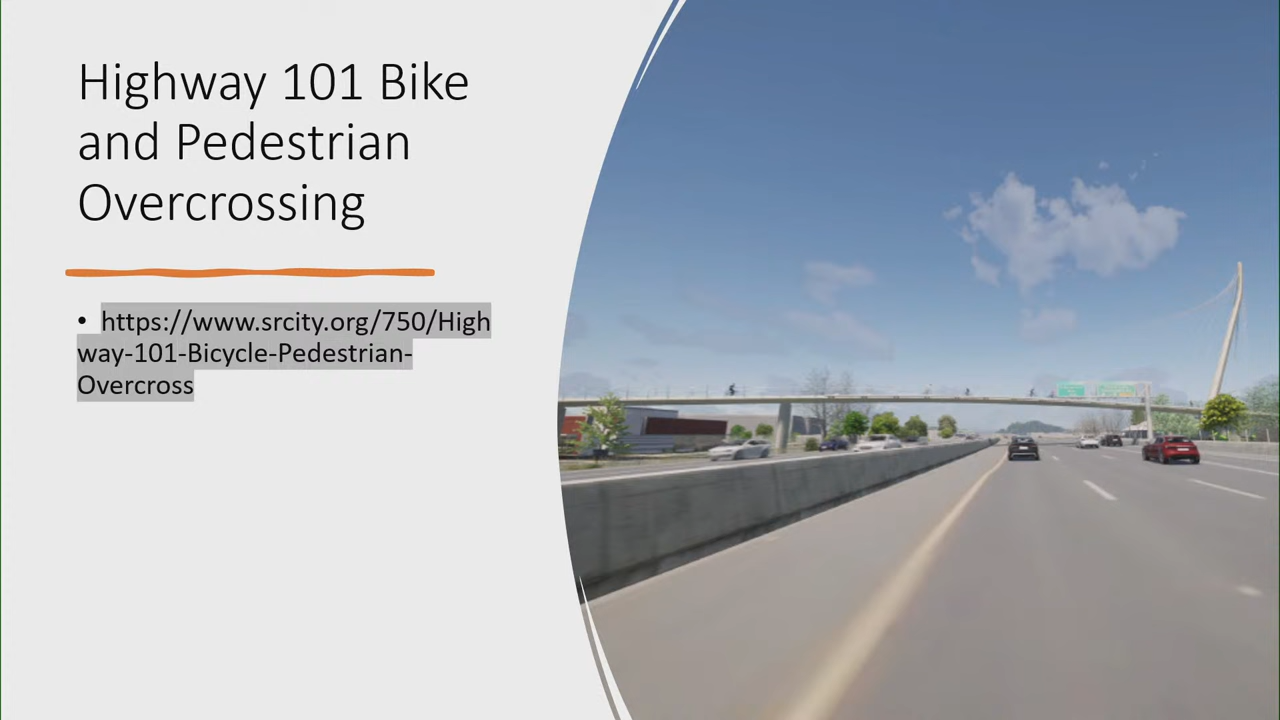 Highway 101 Bike
and Pedestrian
Overcrossing
• https://www.srcity.org/750/High
way-101-Bicycle-Pedestrian-
Overcross